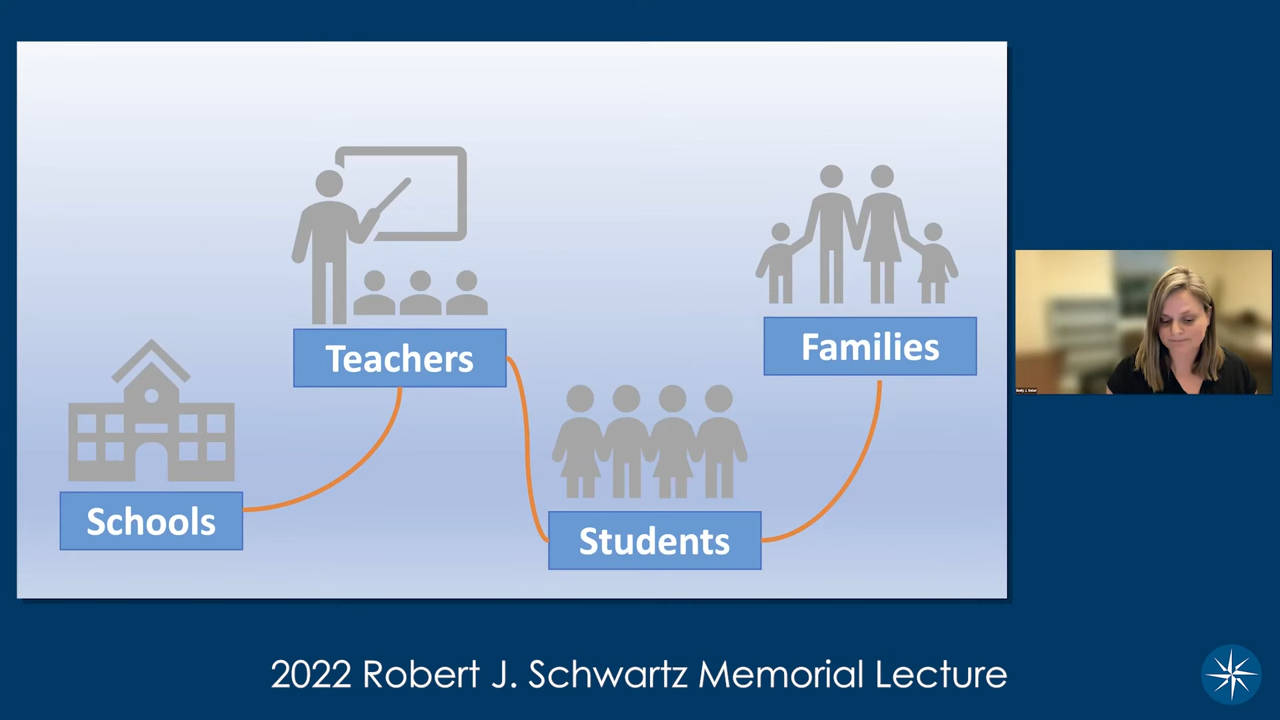 Teachers
Families
Schools
Students
2022 Robert J. Schwartz Memorial Lecture